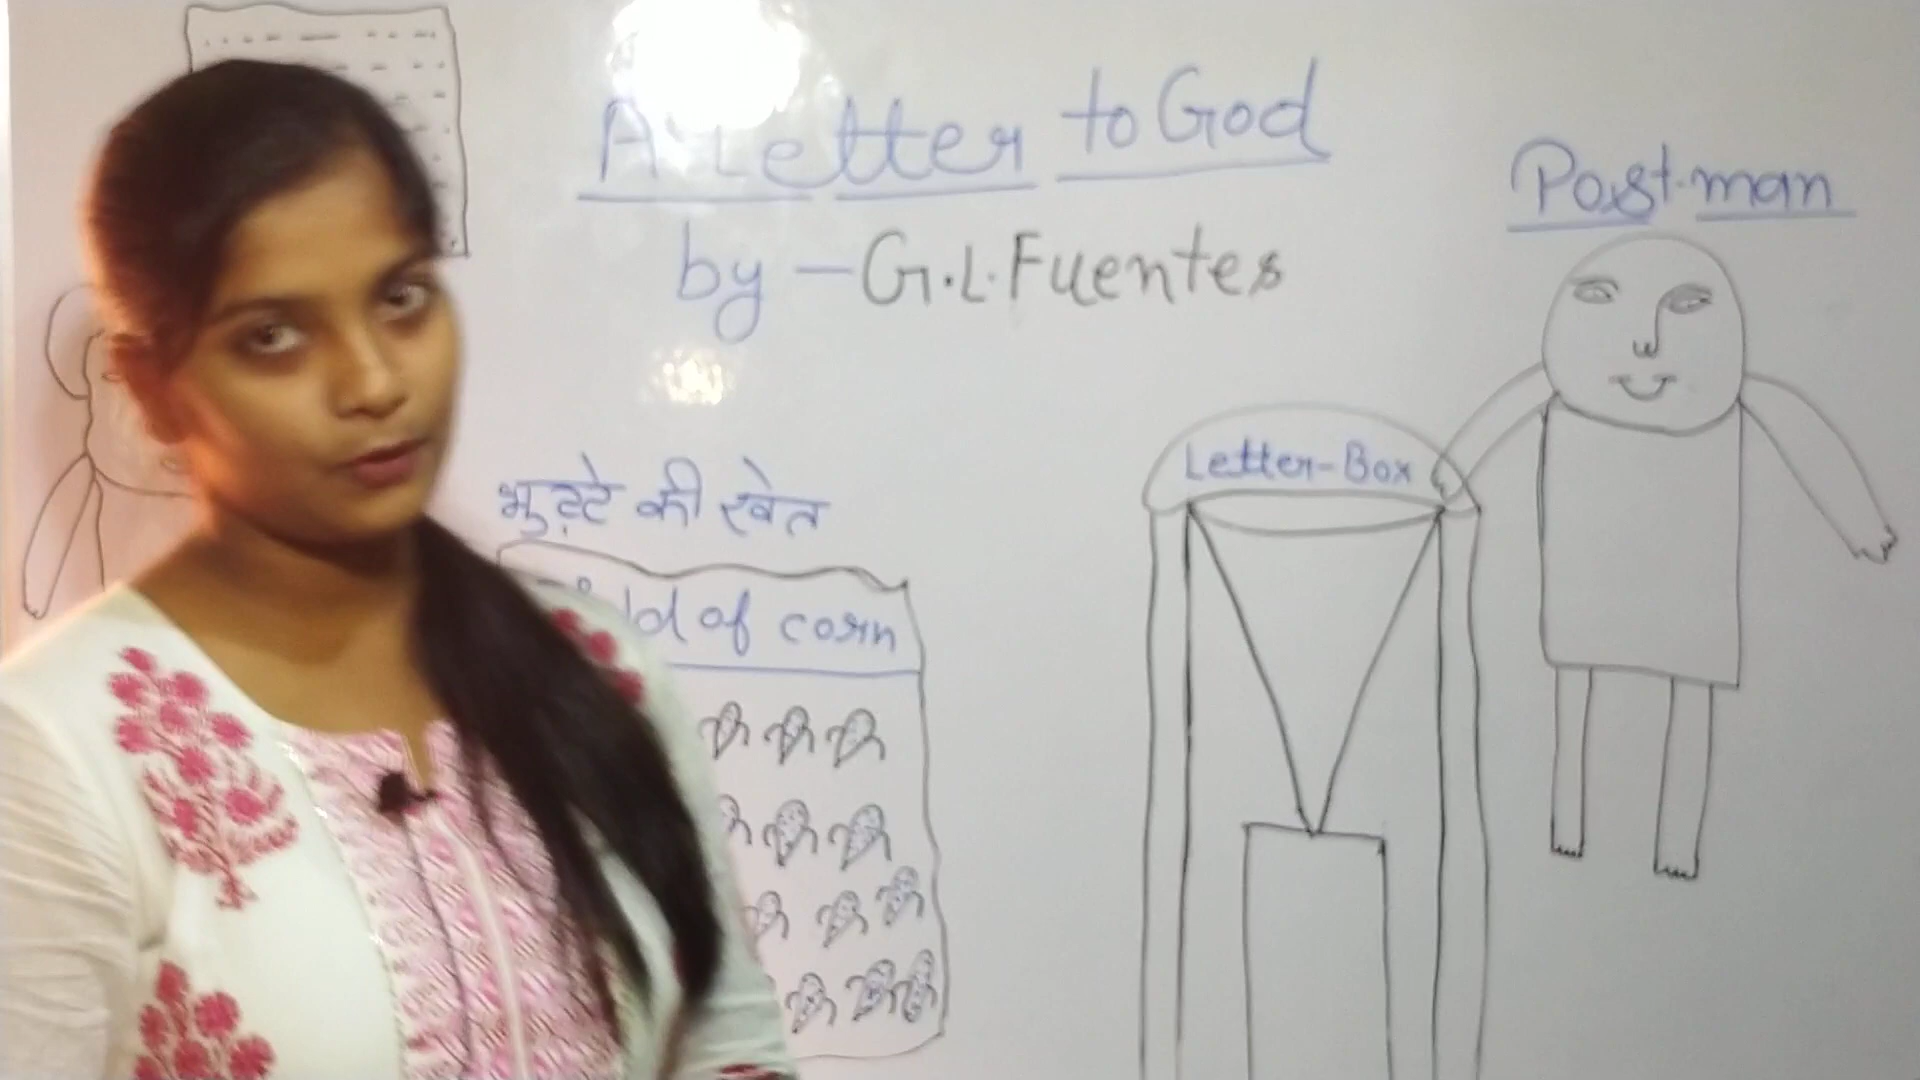 A Letter to God
by - G.L.Fuentes
Post-man
Letter-Box
भुट्टे की खेत
of corn